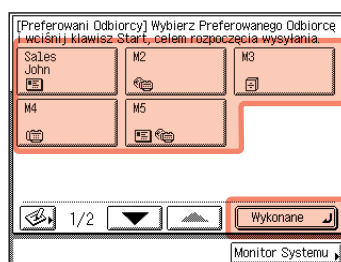 [Preferowani Odbiorcy] Wybierz Preferowanego Odbiorcę
i wciśnij klawisz Start, celem rozpoczęcia wysyłania.
Sales
John
M2
M3
M4
M5
1/2
Wykonane
Monitor Systemu